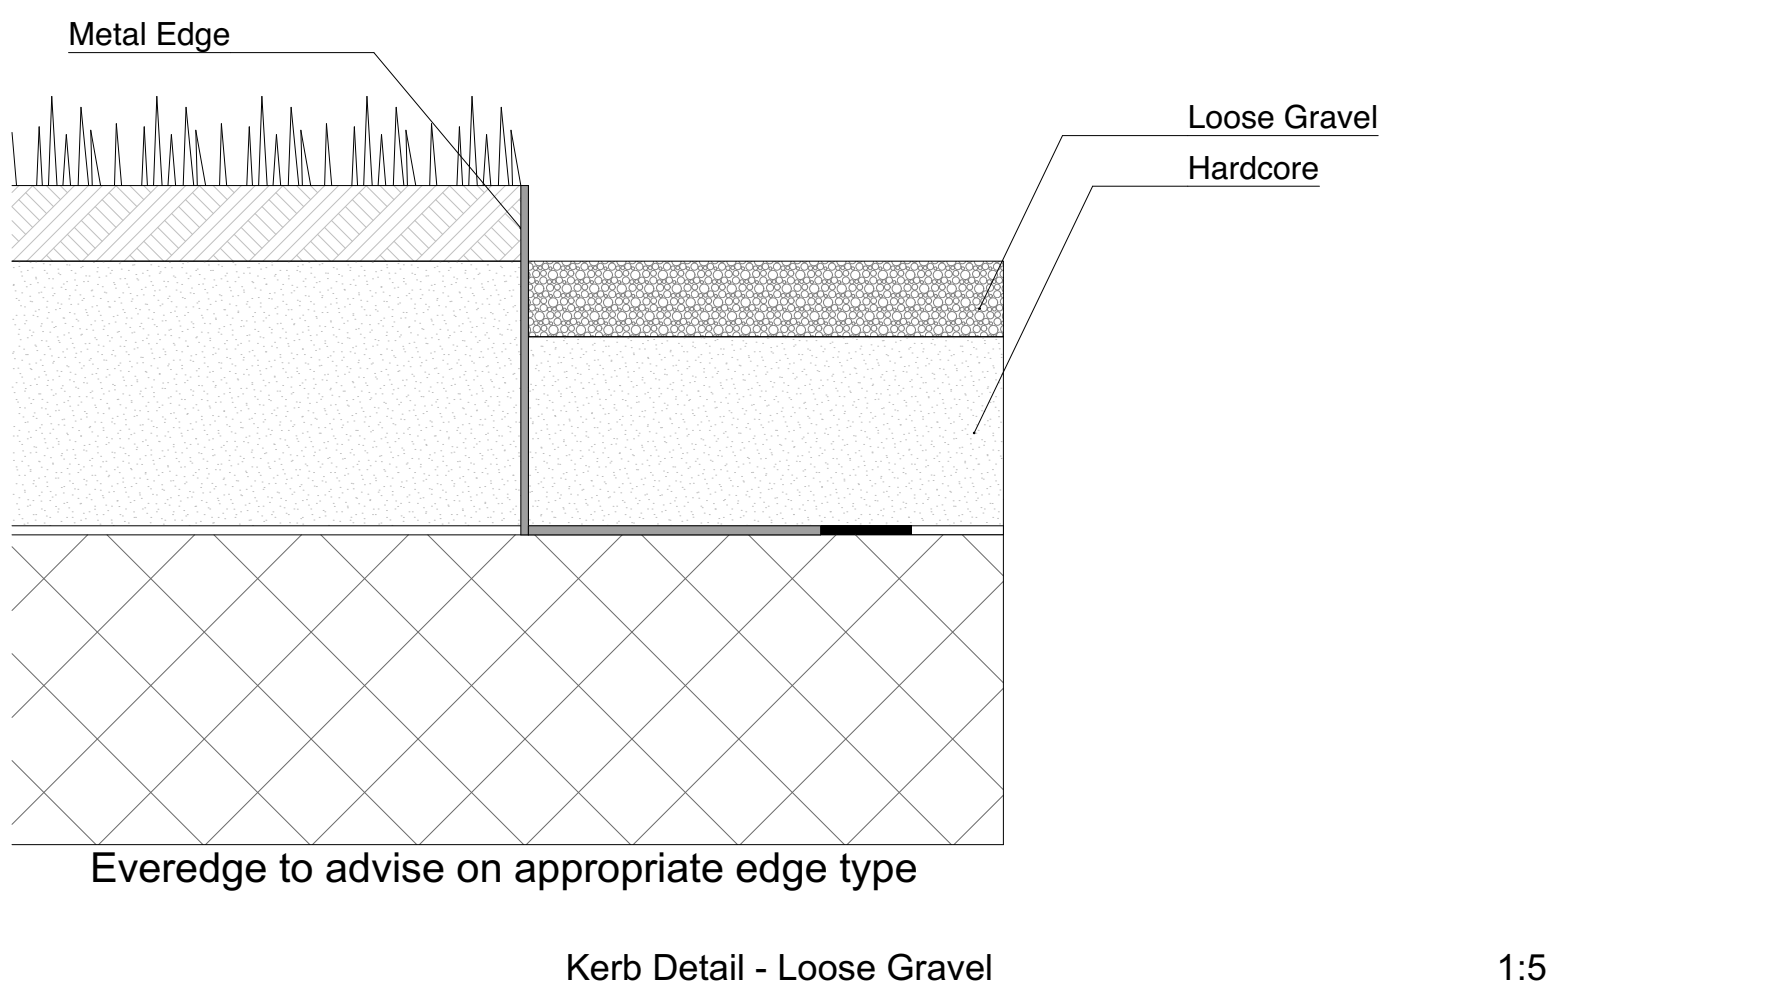 Metal Edge
Loose Gravel
Hardcore
Everedge to advise on appropriate edge type
Kerb Detail - Loose Gravel
1:5